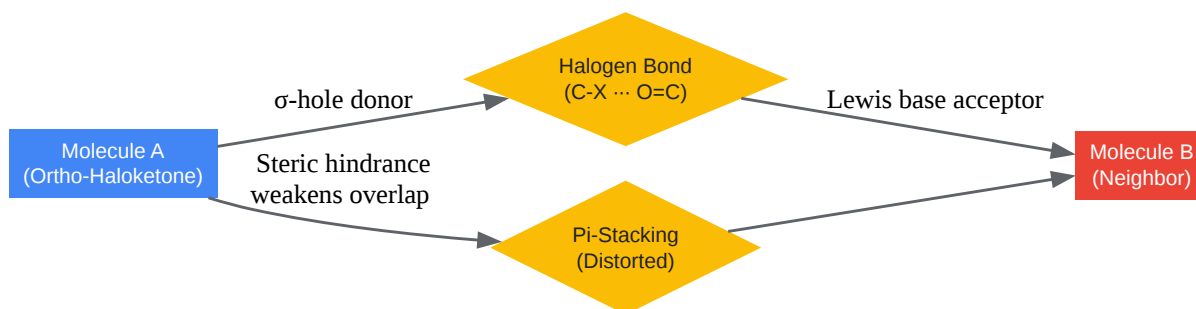 Halogen Bond
(C-X ··· O=C)
σ-hole donor
Lewis base acceptor
Molecule A
(Ortho-Haloketone)
Steric hindrance
weakens overlap
Molecule B
(Neighbor)
Pi-Stacking
(Distorted)